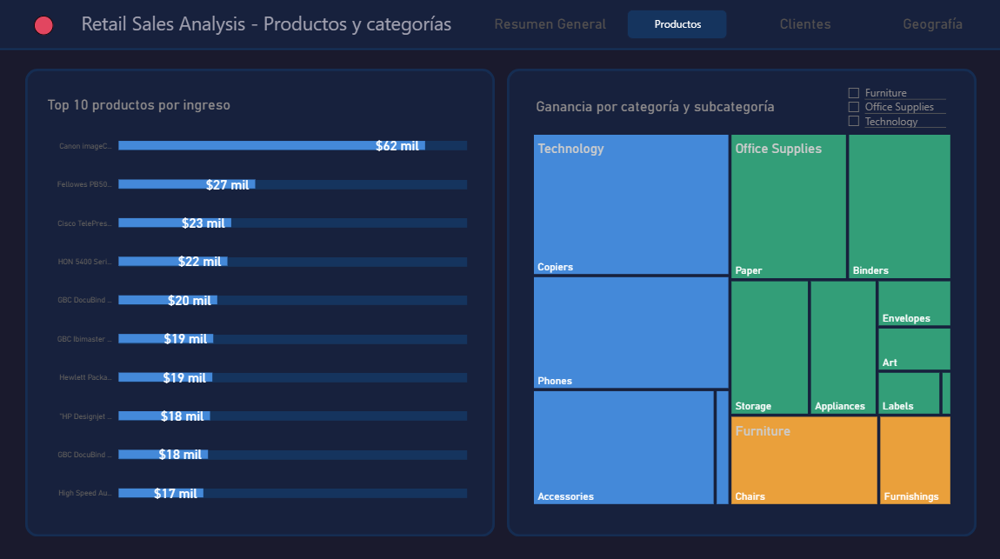 Retail Sales Analysis - Productos y categorías
Resumen General
Productos
Clientes
Geografía
Top 10 productos por ingreso
Canon imageC...
$62 mil
Fellowes PB50...
$27 mil
Cisco TelePres...
$23 mil
HON 5400 Seri...
$22 mil
GBC DocuBind ...
$20 mil
GBC Ibimaster ...
$19 mil
Hewlett Packa...
$19 mil
"HP Designjet ...
$18 mil
GBC DocuBind ...
$18 mil
High Speed Au...
$17 mil
Ganancia por categoría y subcategoría
Furniture
Office Supplies
Technology
Technology
Copiers
Phones
Accessories
Office Supplies
Paper
Binders
Storage
Appliances
Envelopes
Art
Labels
Furniture
Chairs
Furnishings